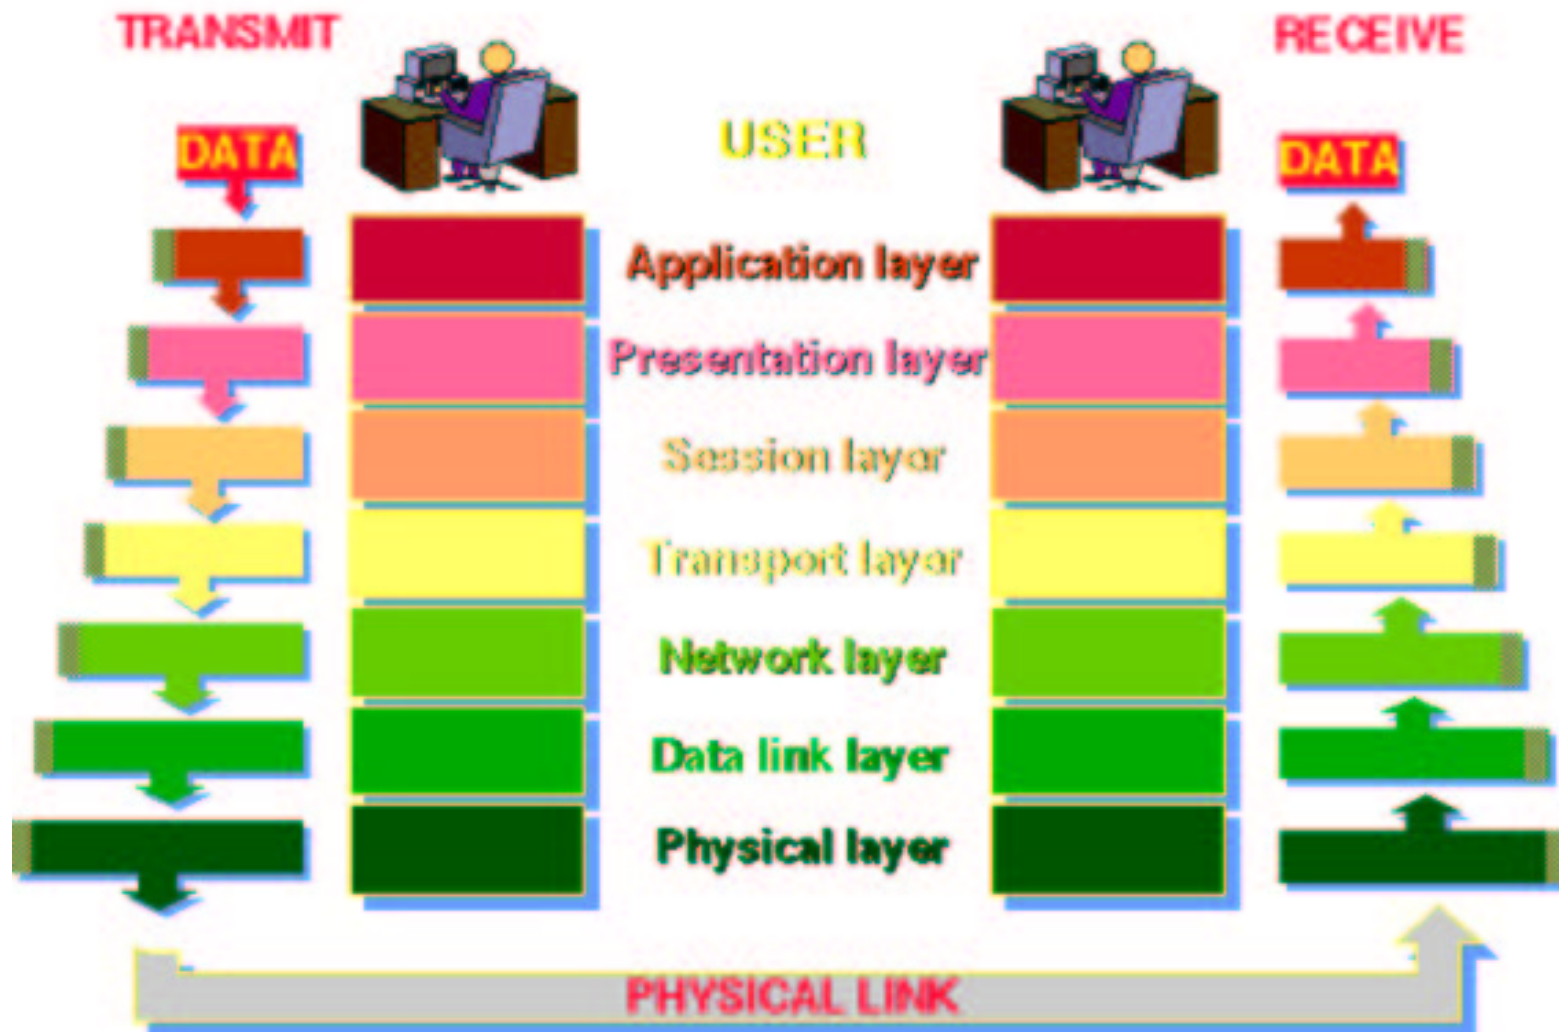 TRANSMIT
RECEIVE
DATA
USER
DATA
Application layer
Presentation layer
Session layer
Transport layer
Network layer
Data link layer
Physical layer
PHYSICAL LINK